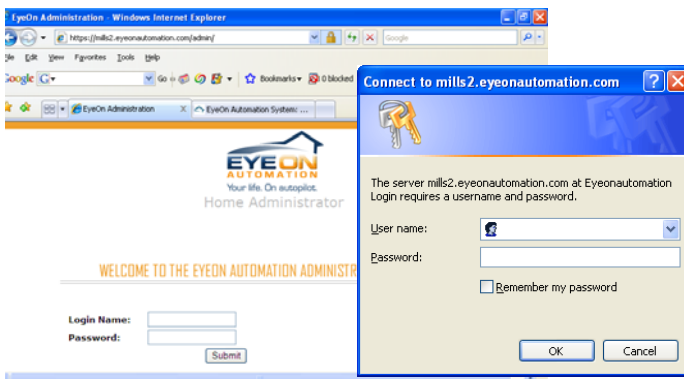 EyeOn Administration - Windows Internet Explorer
https://mills2.eyeonautomation.com/admin/
Google
Edit View Favorites Tools Help
Google G Go Bookmarks 0 blocked
EyeOn Administration X EyeOn Automation System: ...
EYEON
AUTOMATION
Your life. On autopilot.
Home Administrator
WELCOME TO THE EYEON AUTOMATION ADMINISTR
Login Name:
Password:
Submit
Connect to mills2.eyeonautomation.com
The server mills2.eyeonautomation.com at Eyeonautomation
Login requires a username and password.
User name:
Password:
Remember my password
OK Cancel